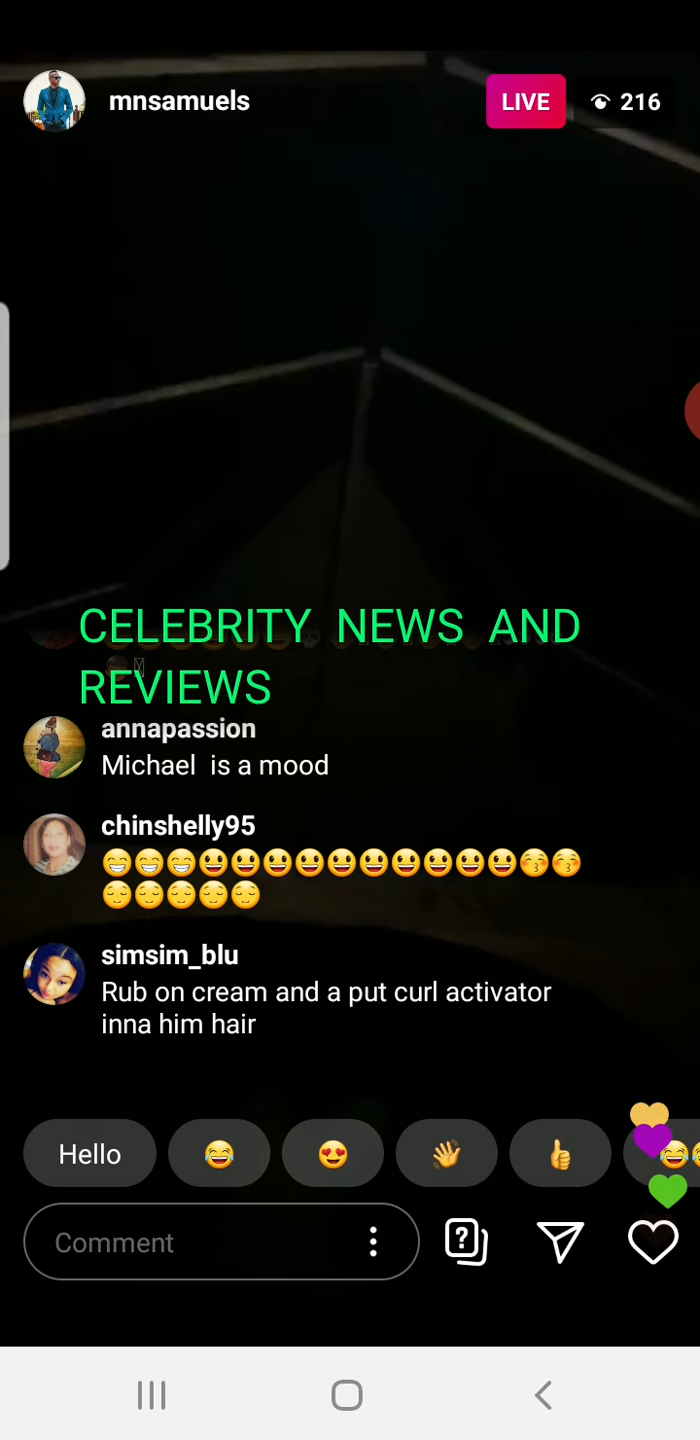 mnsamuels
LIVE
216
CELEBRITY NEWS AND
REVIEWS
annapassion
Michael is a mood
chinshelly95
😁😁😁😃😃😃😃😃😃😃😃😃😃😚😚
😌😌😌😌😌
simsim_blu
Rub on cream and a put curl activator
inna him hair
Hello 😂 😍 👋 👍 😂
Comment
?